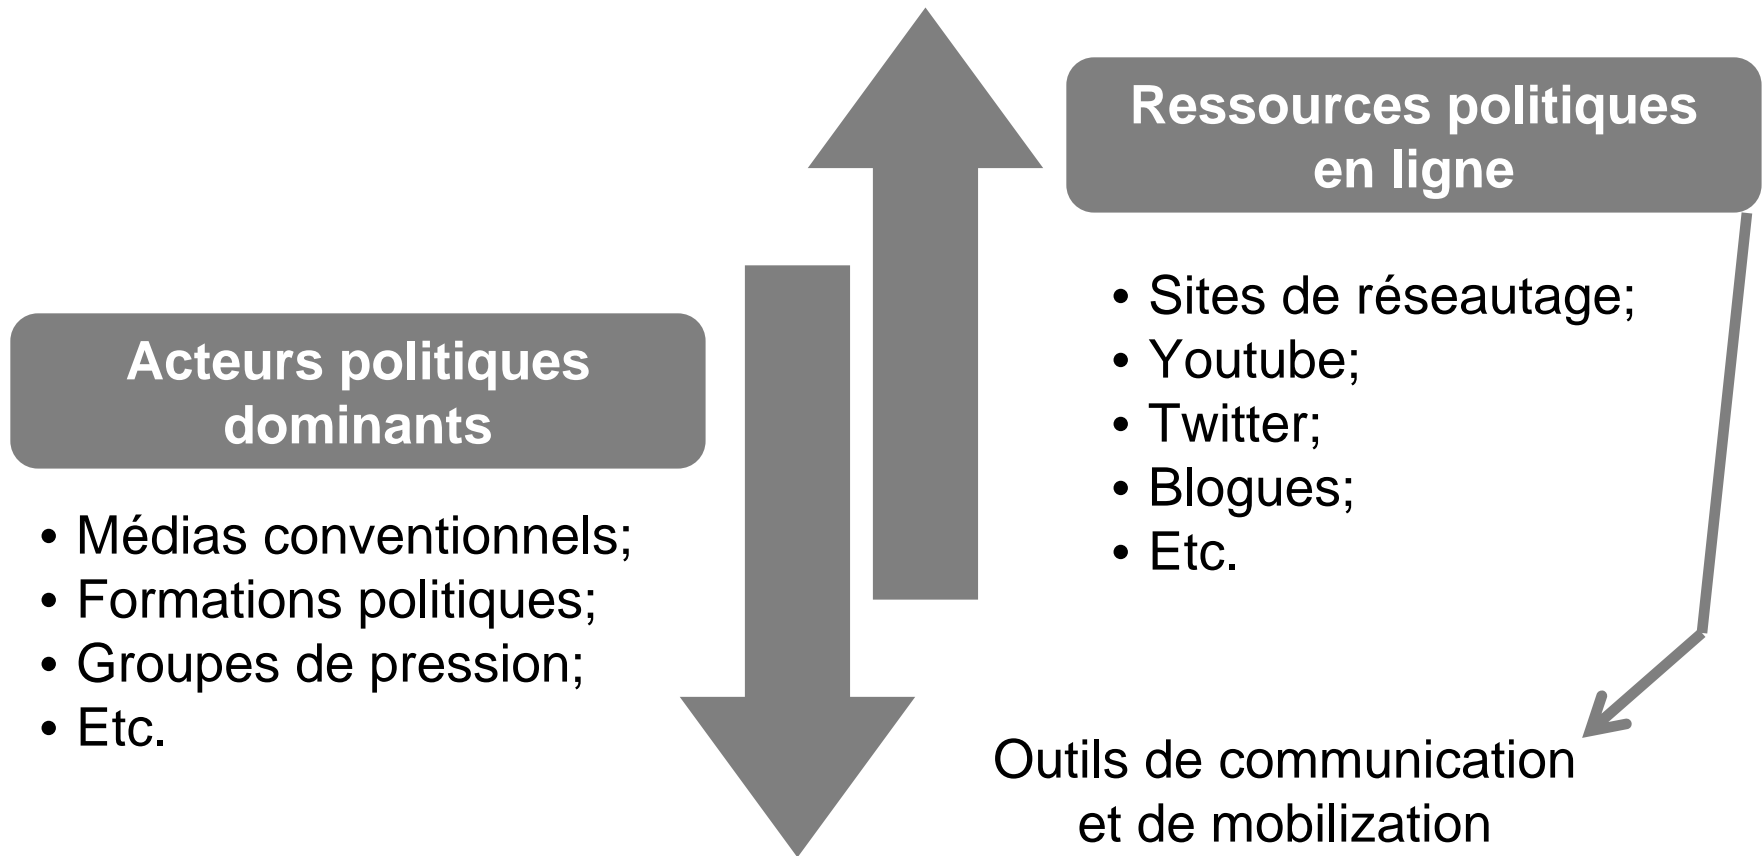 Ressources politiques
en ligne
• Sites de réseautage;
• Youtube;
• Twitter;
• Blogues;
• Etc.
Acteurs politiques
dominants
• Médias conventionnels;
• Formations politiques;
• Groupes de pression;
• Etc.
Outils de communication
et de mobilization